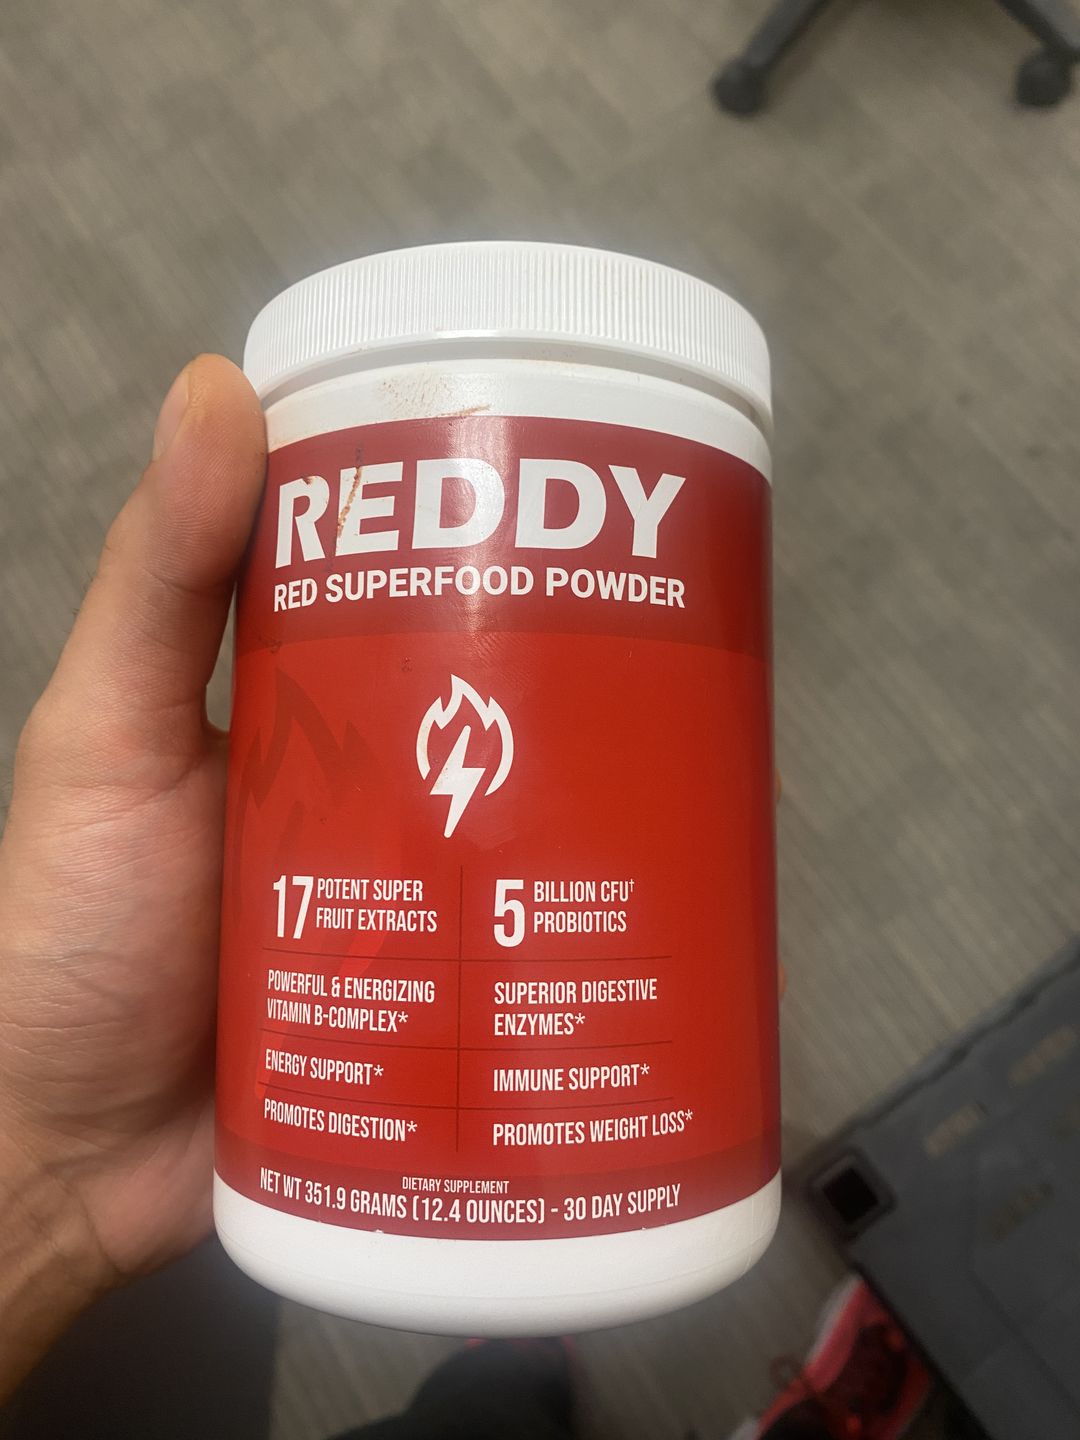 REDDY
RED SUPERFOOD POWDER
17 POTENT SUPER
FRUIT EXTRACTS
5 BILLION CFU†
PROBIOTICS
POWERFUL & ENERGIZING
VITAMIN B-COMPLEX*
SUPERIOR DIGESTIVE
ENZYMES*
ENERGY SUPPORT*
IMMUNE SUPPORT*
PROMOTES DIGESTION*
PROMOTES WEIGHT LOSS*
DIETARY SUPPLEMENT
NET WT 351.9 GRAMS (12.4 OUNCES) - 30 DAY SUPPLY